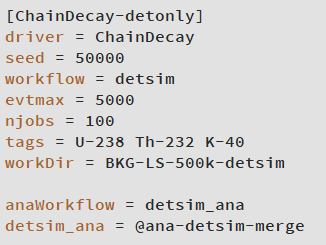 [ChainDecay-detonly]
driver = ChainDecay
seed = 50000
workflow = detsim
evtmax = 5000
njobs = 100
tags = U-238 Th-232 K-40
workDir = BKG-LS-500k-detsim
anaWorkflow = detsim_ana
detsim_ana = @ana-detsim-merge